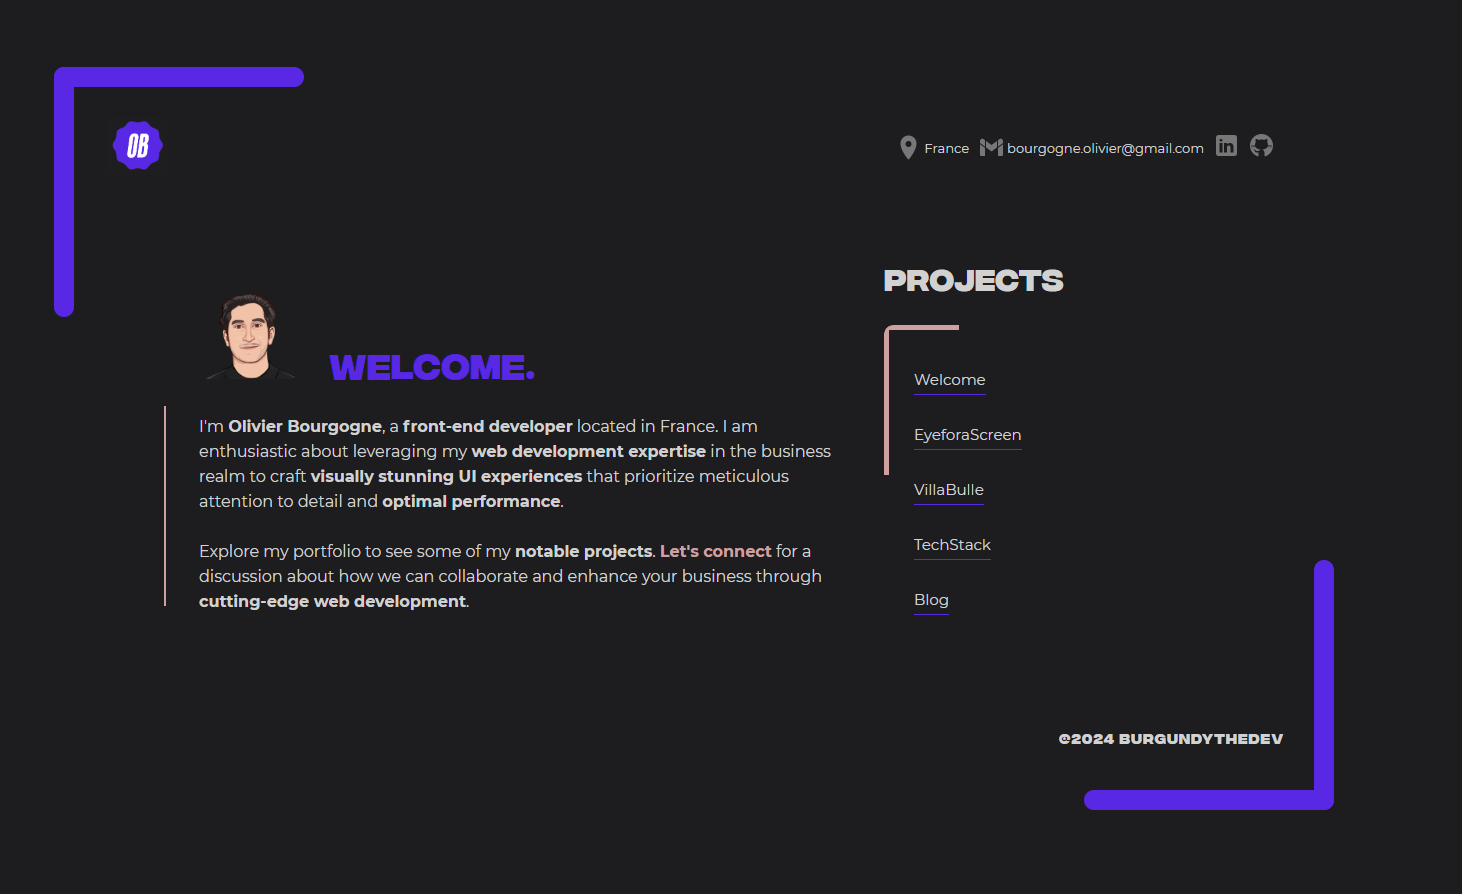 OB
France bourgogne.olivier@gmail.com in
PROJECTS
WELCOME.
I'm Olivier Bourgogne, a front-end developer located in France. I am
enthusiastic about leveraging my web development expertise in the business
realm to craft visually stunning UI experiences that prioritize meticulous
attention to detail and optimal performance.
Explore my portfolio to see some of my notable projects. Let's connect for a
discussion about how we can collaborate and enhance your business through
cutting-edge web development.
Welcome
EyeforaScreen
VillaBulle
TechStack
Blog
@2024 BURGUNDYTHEDEV